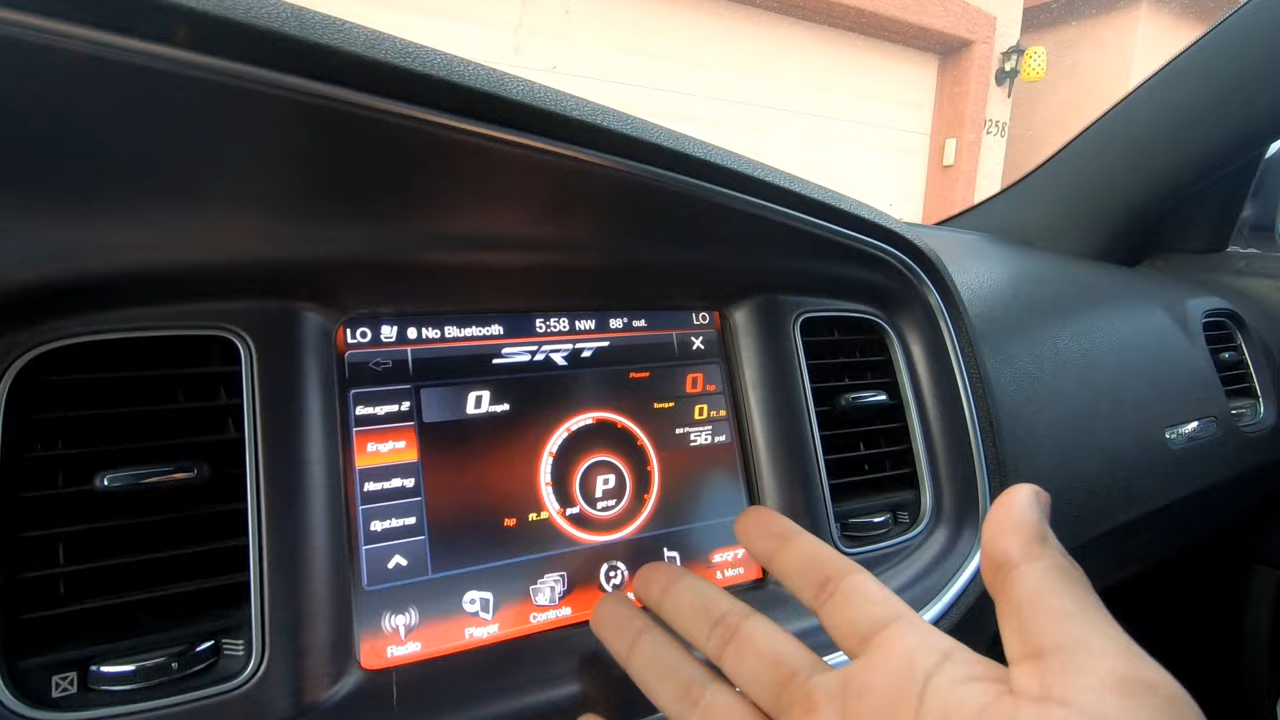 LO No Bluetooth 5:58 NW 88° out. LO
SRT X
Gauges 2
Engine
Handling
Options
0 mph
Power 0 hp
Torque 0 ft.lb
Oil Pressure
56 psi
P
gear
hp ft.lb psi
Radio
Player
Controls
SRT
& More
258
CHARGER